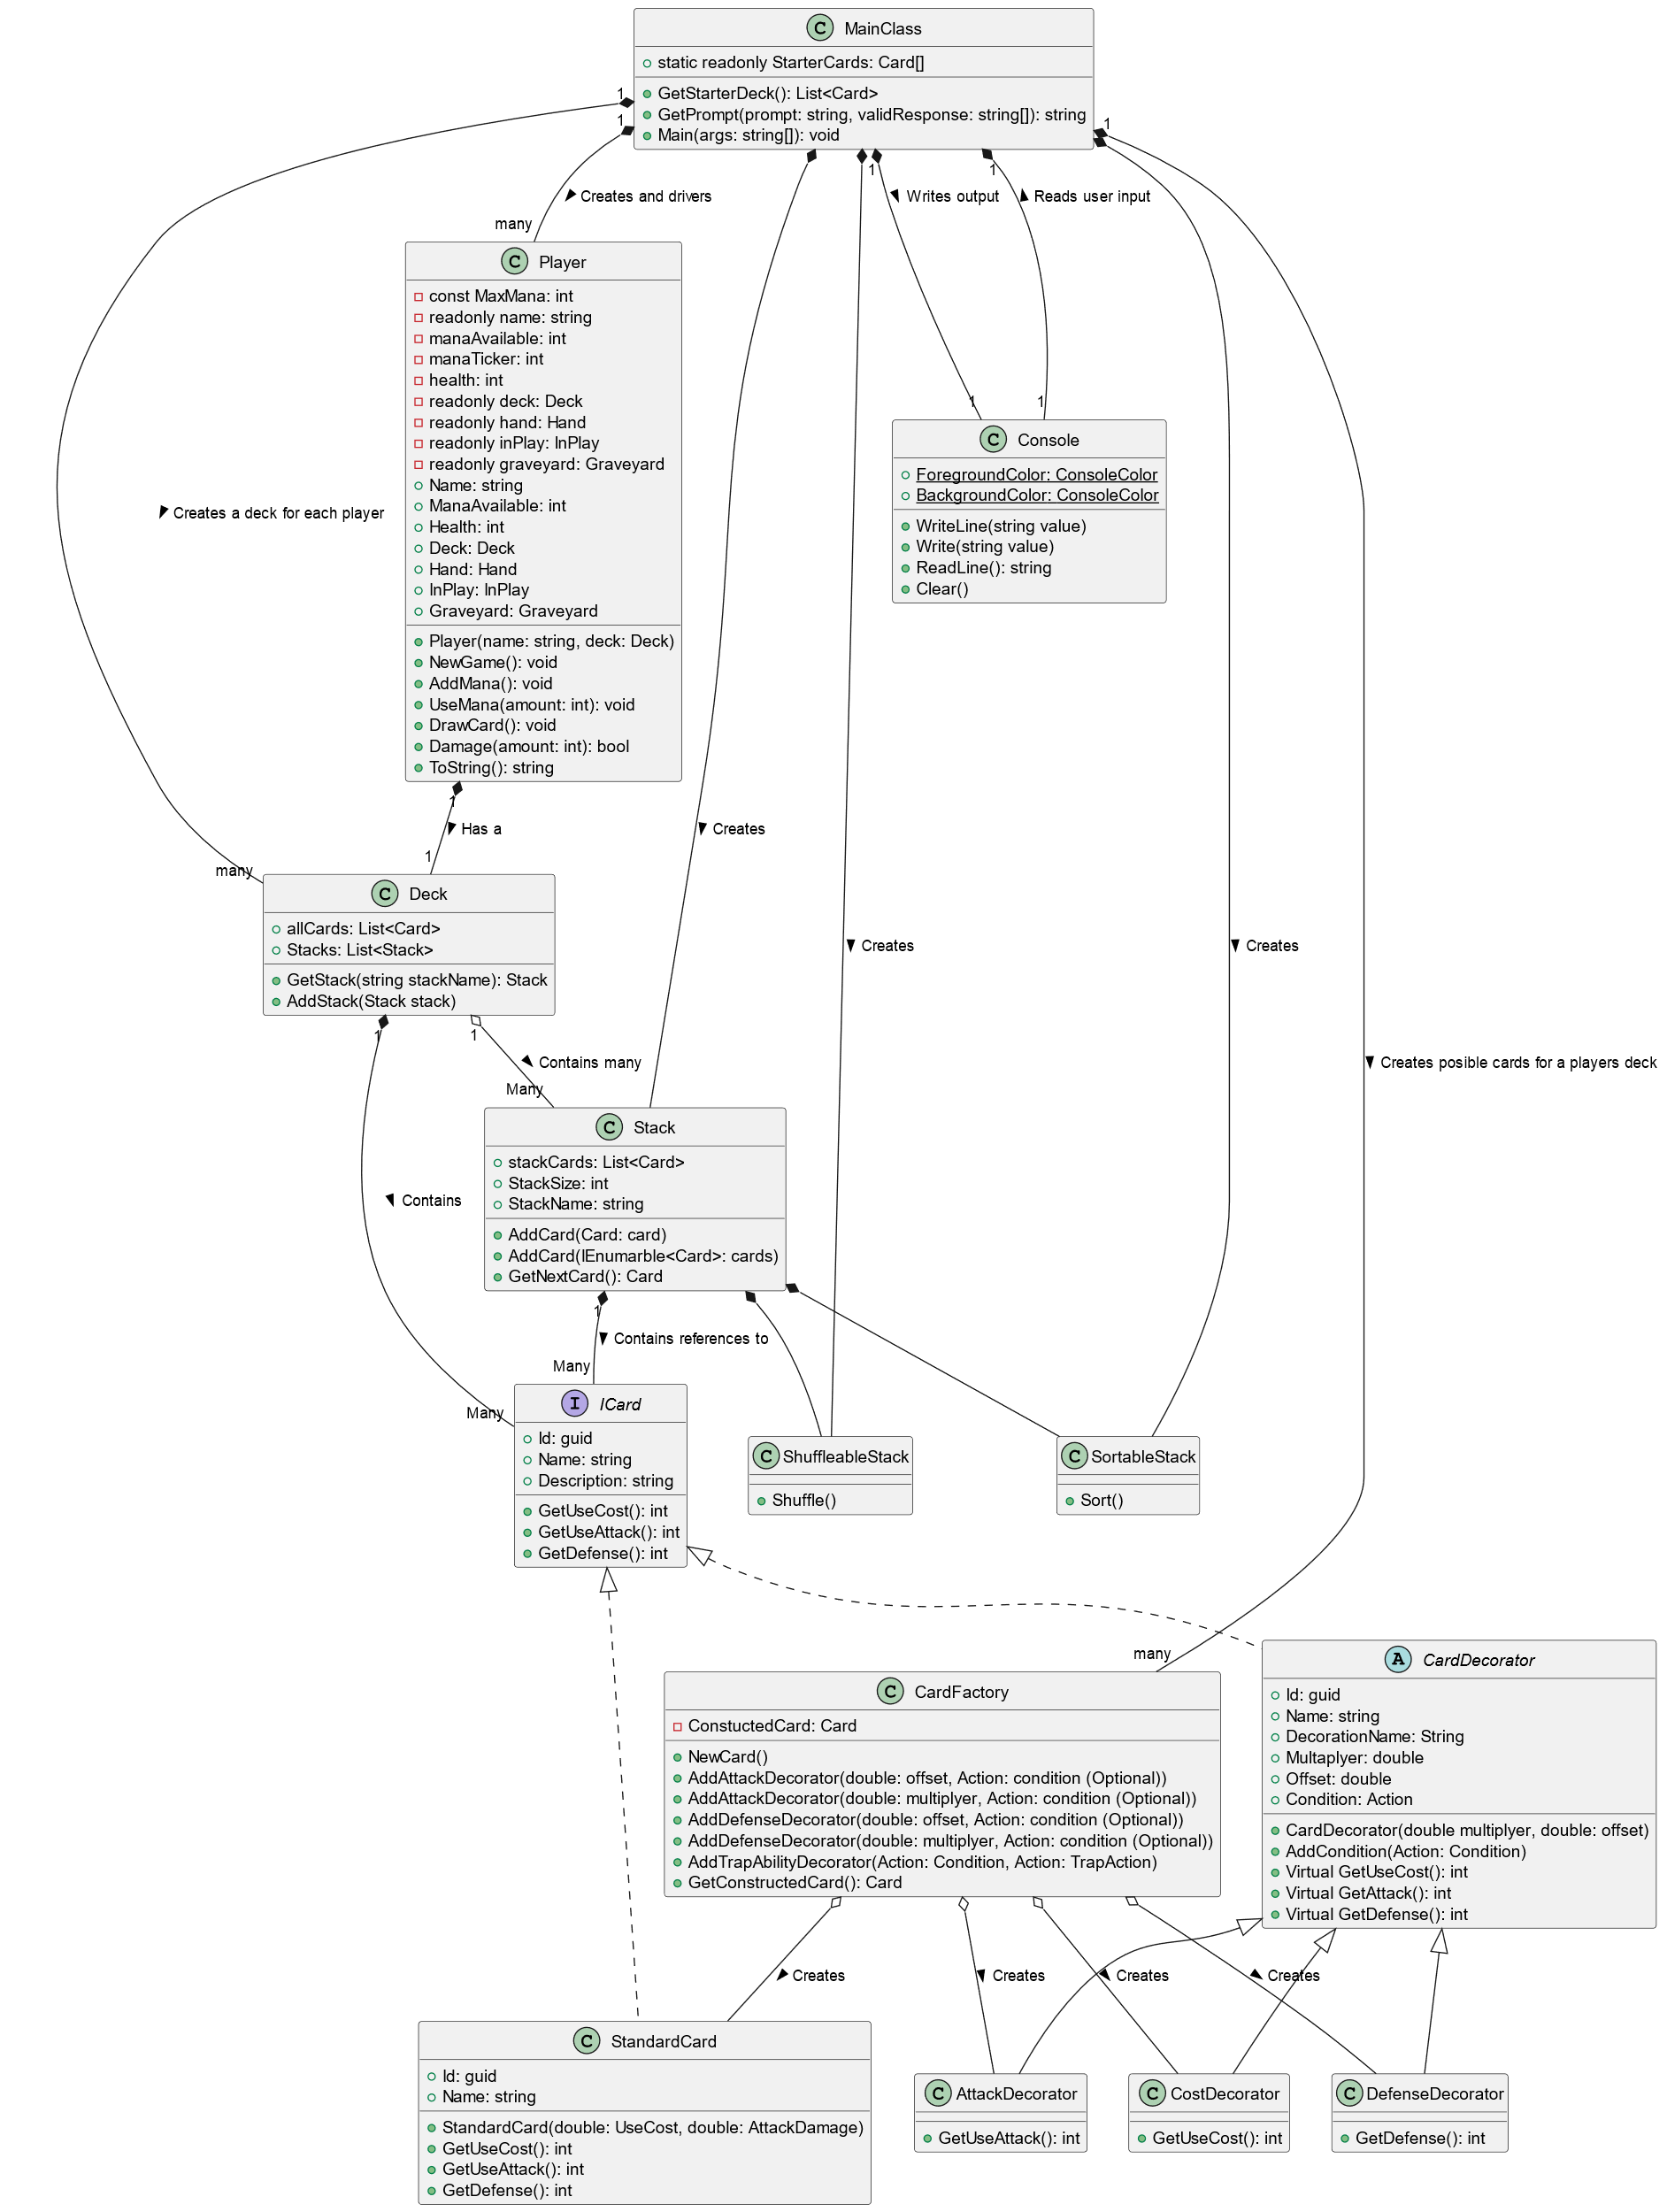 C MainClass
static readonly StarterCards: Card[]
GetStarterDeck(): List<Card>
GetPrompt(prompt: string, validResponse: string[]): string
Main(args: string[]): void
1
1
1
1
1
Creates and drivers
Writes output
Reads user input
many
C Player
const MaxMana: int
readonly name: string
manaAvailable: int
manaTicker: int
health: int
readonly deck: Deck
readonly hand: Hand
readonly inPlay: InPlay
readonly graveyard: Graveyard
Name: string
ManaAvailable: int
Health: int
Deck: Deck
Hand: Hand
InPlay: InPlay
Graveyard: Graveyard
Player(name: string, deck: Deck)
NewGame(): void
AddMana(): void
UseMana(amount: int): void
DrawCard(): void
Damage(amount: int): bool
ToString(): string
1
1
C Console
ForegroundColor: ConsoleColor
BackgroundColor: ConsoleColor
WriteLine(string value)
Write(string value)
ReadLine(): string
Clear()
Creates a deck for each player
1
Has a
Creates
1
many
C Deck
allCards: List<Card>
Stacks: List<Stack>
GetStack(string stackName): Stack
AddStack(Stack stack)
Creates
Creates
1
1
Contains many
Creates posible cards for a players deck
Many
C Stack
stackCards: List<Card>
StackSize: int
StackName: string
AddCard(Card: card)
AddCard(IEnumarble<Card>: cards)
GetNextCard(): Card
Contains
1
Contains references to
Many
Many
I ICard
Id: guid
Name: string
Description: string
GetUseCost(): int
GetUseAttack(): int
GetDefense(): int
C ShuffleableStack
Shuffle()
C SortableStack
Sort()
many
C CardFactory
ConstuctedCard: Card
NewCard()
AddAttackDecorator(double: offset, Action: condition (Optional))
AddAttackDecorator(double: multiplyer, Action: condition (Optional))
AddDefenseDecorator(double: offset, Action: condition (Optional))
AddDefenseDecorator(double: multiplyer, Action: condition (Optional))
AddTrapAbilityDecorator(Action: Condition, Action: TrapAction)
GetConstructedCard(): Card
A CardDecorator
Id: guid
Name: string
DecorationName: String
Multaplyer: double
Offset: double
Condition: Action
CardDecorator(double multiplyer, double: offset)
AddCondition(Action: Condition)
Virtual GetUseCost(): int
Virtual GetAttack(): int
Virtual GetDefense(): int
Creates
Creates
Creates
Creates
C StandardCard
Id: guid
Name: string
StandardCard(double: UseCost, double: AttackDamage)
GetUseCost(): int
GetUseAttack(): int
GetDefense(): int
C AttackDecorator
GetUseAttack(): int
C CostDecorator
GetUseCost(): int
C DefenseDecorator
GetDefense(): int